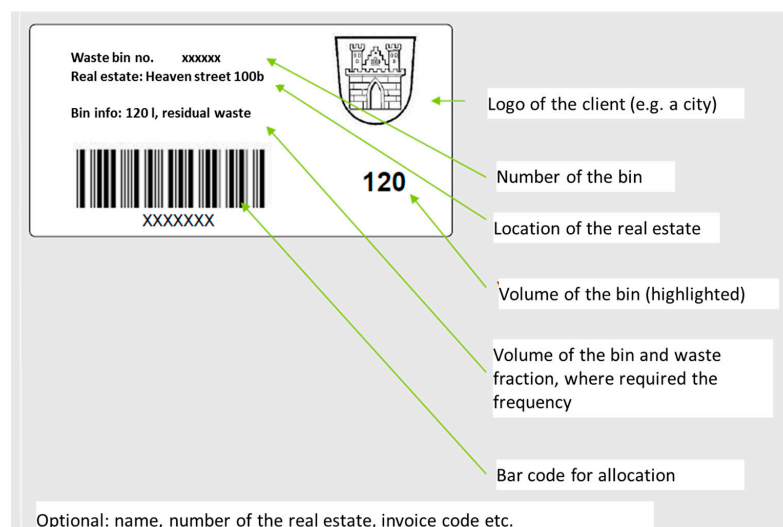 Waste bin no. xxxxxx
Real estate: Heaven street 100b
Bin info: 120 l, residual waste
XXXXXXX
120
Logo of the client (e.g. a city)
Number of the bin
Location of the real estate
Volume of the bin (highlighted)
Volume of the bin and waste
fraction, where required the
frequency
Bar code for allocation
Optional: name, number of the real estate, invoice code etc.